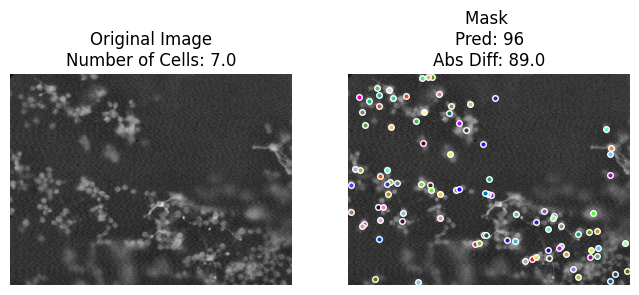 Original Image
Number of Cells: 7.0
Mask
Pred: 96
Abs Diff: 89.0